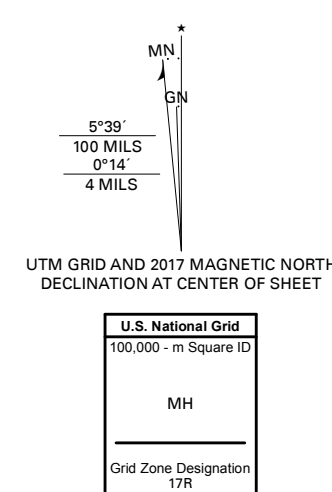 ★
MN
GN
5°39´
100 MILS
0°14´
4 MILS
UTM GRID AND 2017 MAGNETIC NORTH
DECLINATION AT CENTER OF SHEET
U.S. National Grid
100,000 - m Square ID
MH
Grid Zone Designation
17R